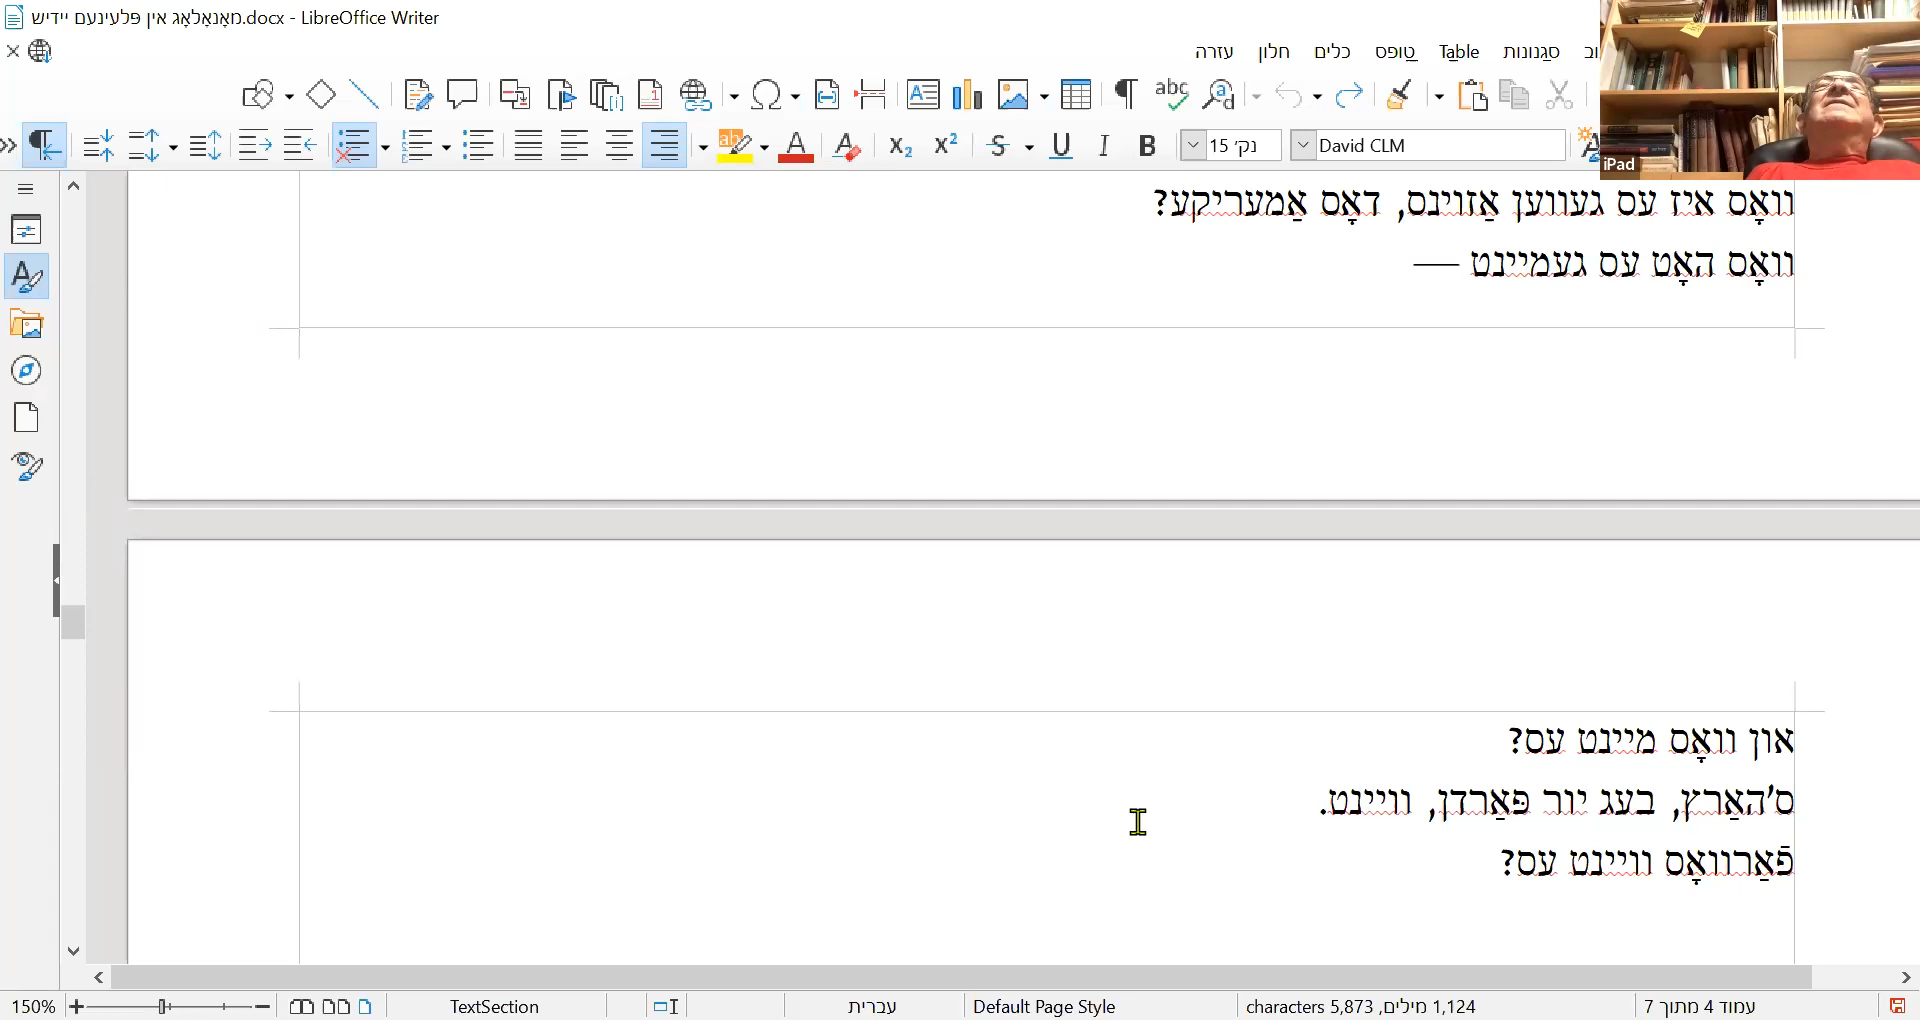 מאָנאָלאָג אין פּלעינעם יידיש.docx - LibreOffice Writer
סגנונות Table טופס כלים חלון עזרה
David CLM
15 נק׳
iPad
וואָס איז עס געווען אַזוינס, דאָס אַמעריקע?
וואָס האָט עס געמיינט —
און וואָס מיינט עס?
ס'האַרץ, בעג יור פּאַרדן, וויינט.
פֿאַרוואָס וויינט עס?
עמוד 4 מתוך 7
1,124 מילים, 5,873 characters
Default Page Style
עברית
TextSection
150%